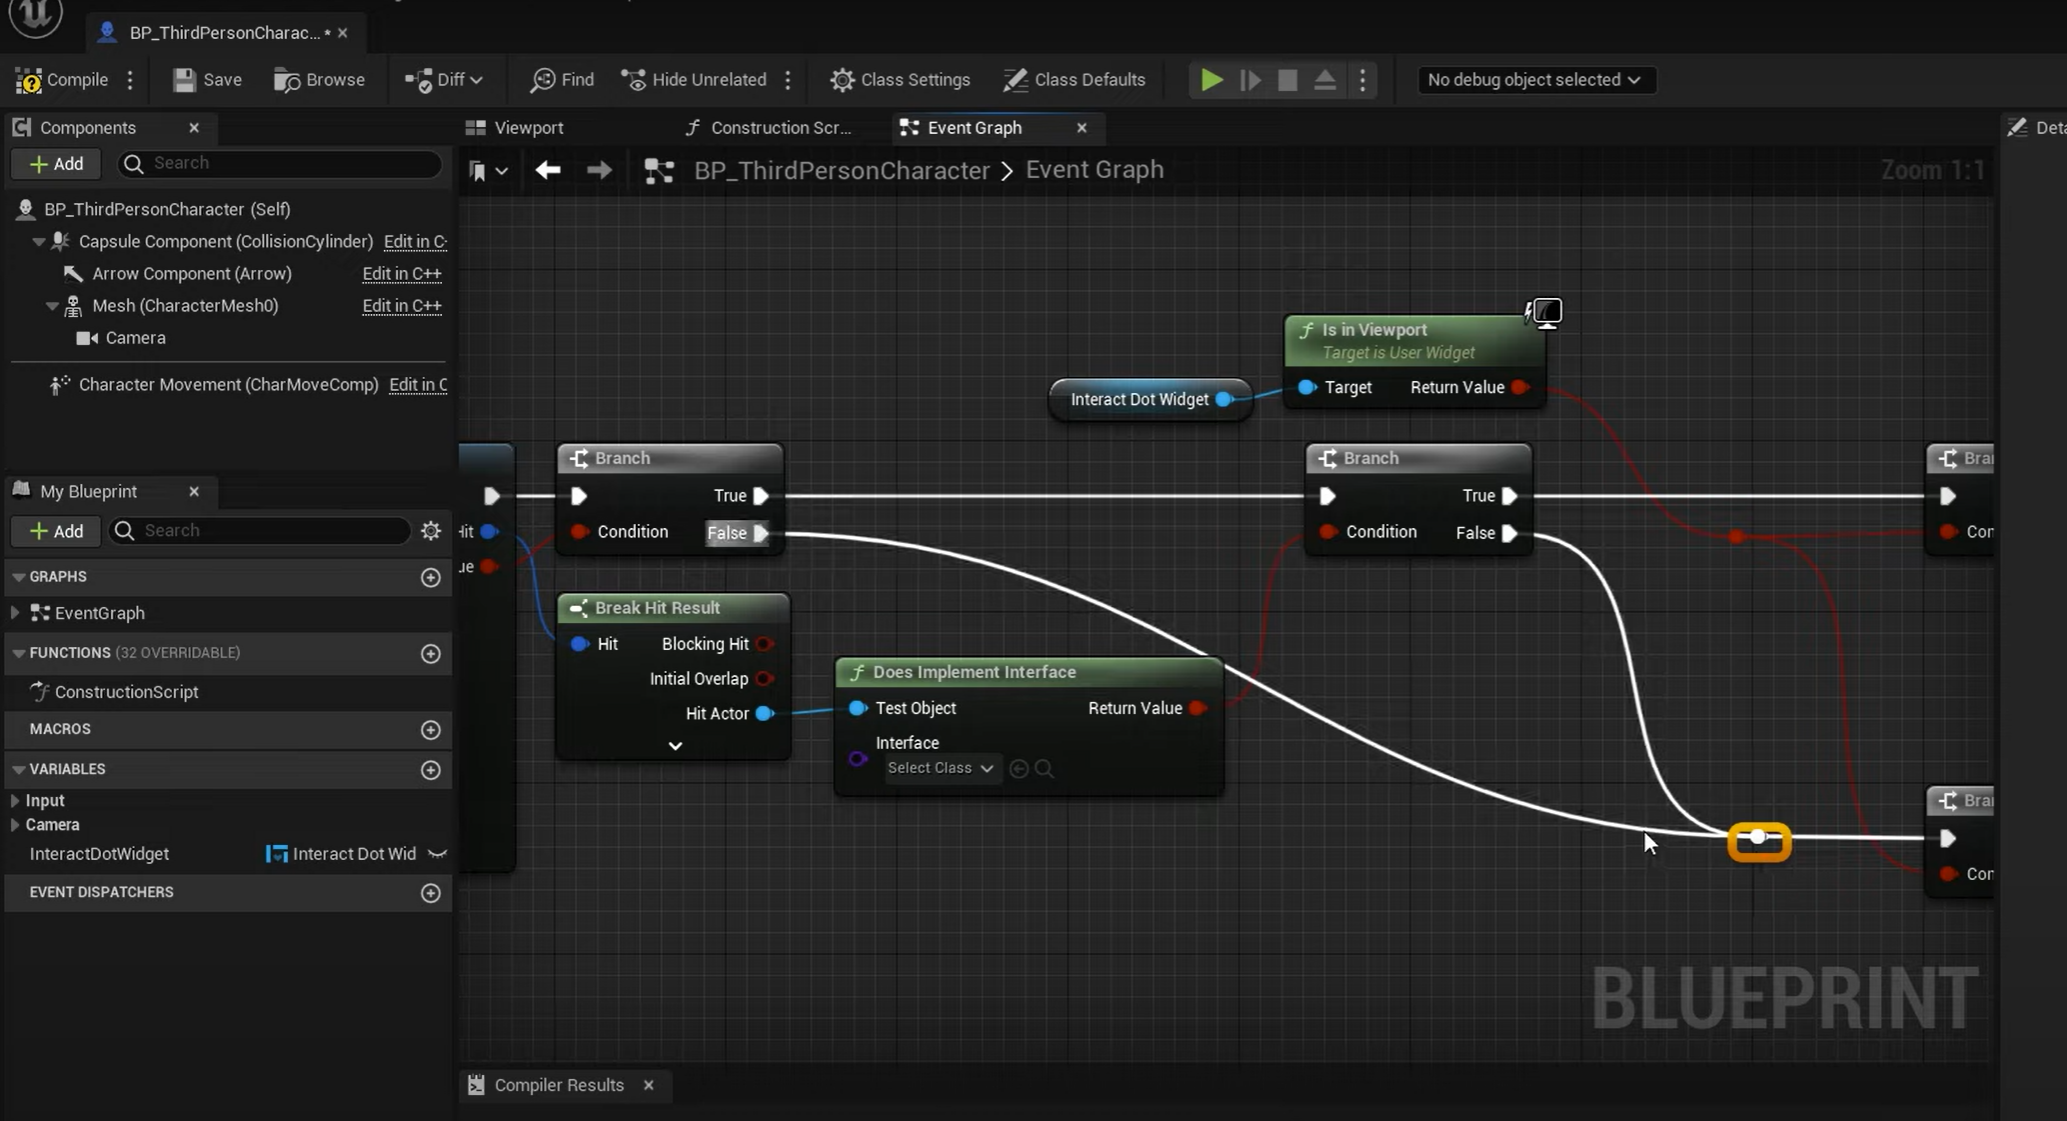 BP_ThirdPersonCharac... •
Compile
Save
Browse
Diff
Find
Hide Unrelated
Class Settings
Class Defaults
No debug object selected
Components
Add
Search
BP_ThirdPersonCharacter (Self)
Capsule Component (CollisionCylinder) Edit in C
Arrow Component (Arrow) Edit in C++
Mesh (CharacterMesh0) Edit in C++
Camera
Character Movement (CharMoveComp) Edit in C
My Blueprint
Add
Search
GRAPHS
EventGraph
FUNCTIONS (32 OVERRIDABLE)
ConstructionScript
MACROS
VARIABLES
Input
Camera
InteractDotWidget Interact Dot Wid
EVENT DISPATCHERS
Viewport
Construction Scr...
Event Graph
Deta
BP_ThirdPersonCharacter > Event Graph
Zoom 1:1
Is in Viewport
Target is User Widget
Target Return Value
Interact Dot Widget
Hit
ue
Branch
True
Condition False
Break Hit Result
Hit Blocking Hit
Initial Overlap
Hit Actor
Does Implement Interface
Test Object Return Value
Interface
Select Class
Branch
True
Condition False
Bra
Con
Bra
Con
BLUEPRINT
Compiler Results